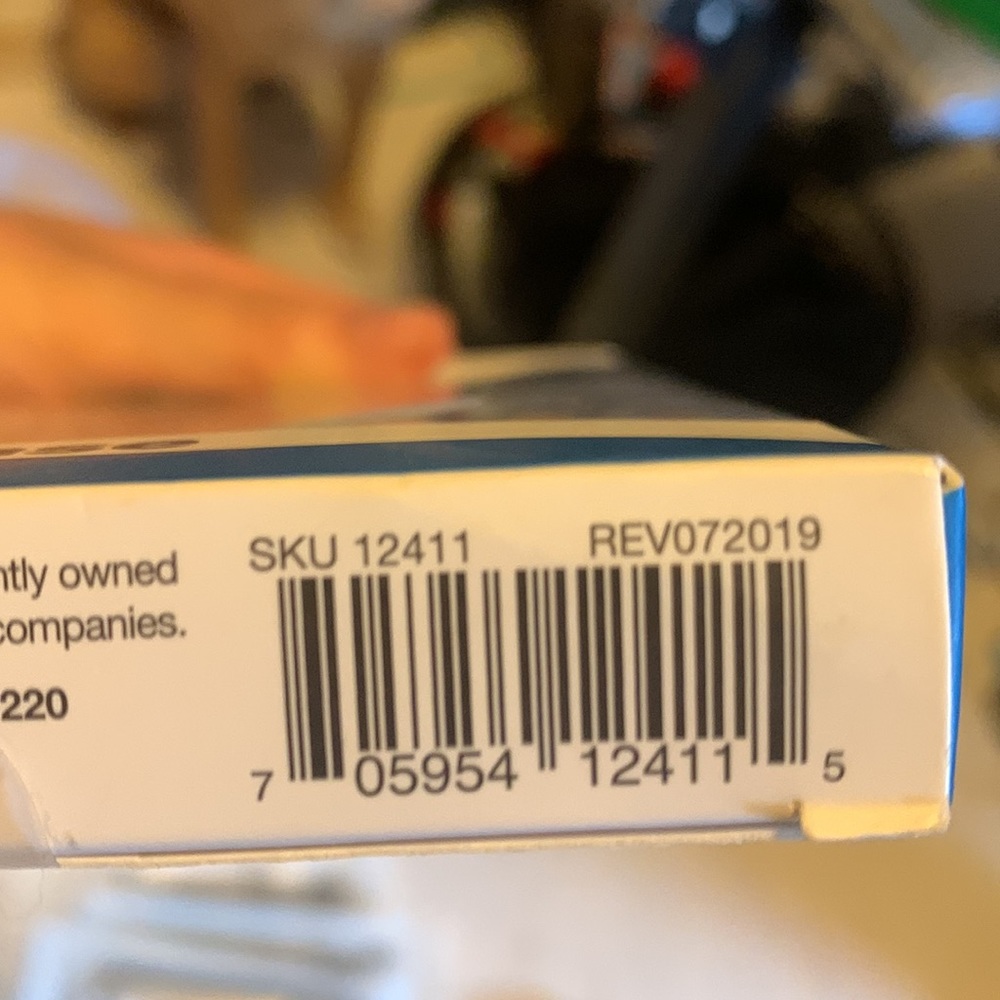 SKU 12411 REV072019
ntly owned
companies.
220
7 05954 12411 5